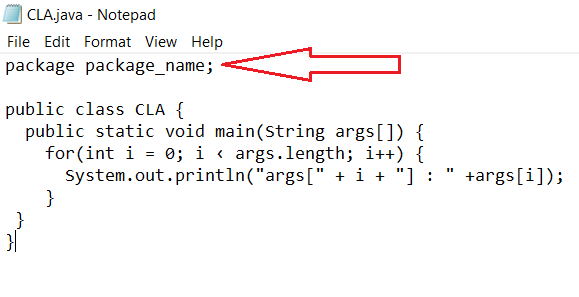 CLA.java - Notepad
File Edit Format View Help
package package_name;
public class CLA {
  public static void main(String args[]) {
    for(int i = 0; i < args.length; i++) {
      System.out.println("args[" + i + "] : " +args[i]);
    }
 }
}